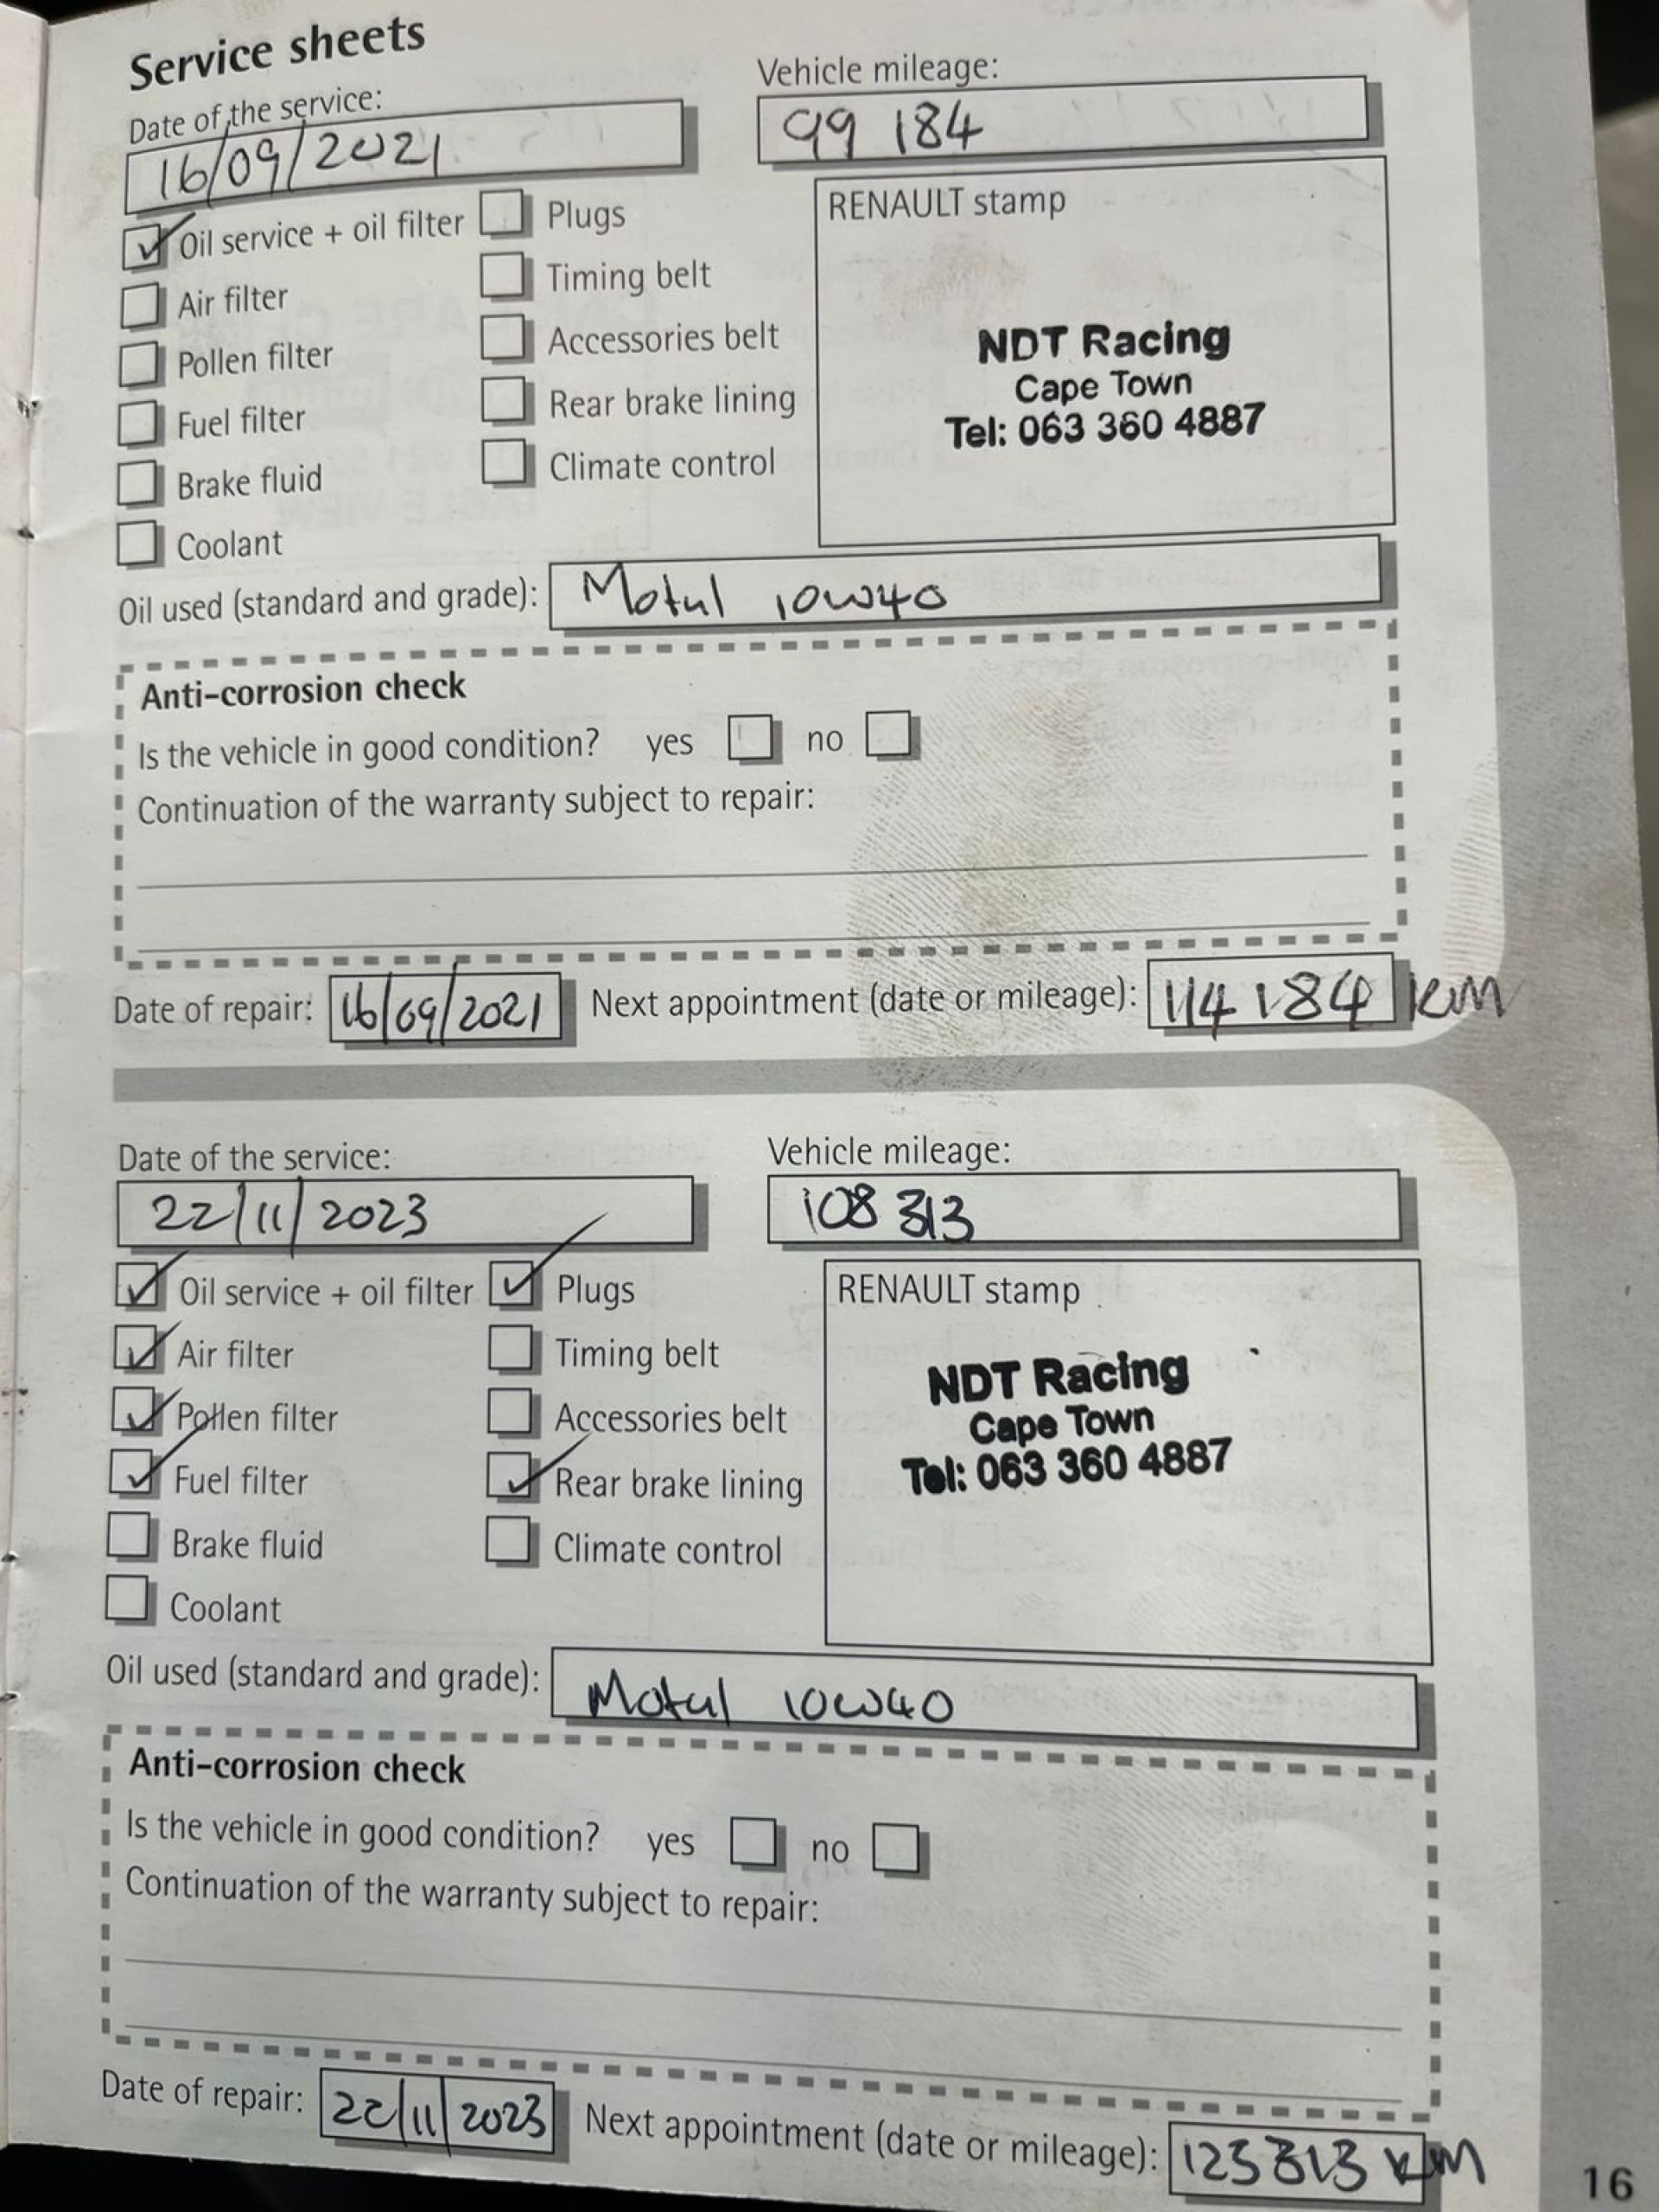 Service sheets
Date of the service:
Vehicle mileage:
16/09/2021
99 184
Oil service + oil filter
Plugs
Air filter
Timing belt
Pollen filter
Accessories belt
Fuel filter
Rear brake lining
Brake fluid
Climate control
Coolant
RENAULT stamp
NDT Racing
Cape Town
Tel: 063 360 4887
Oil used (standard and grade):
Motul 10W40
Anti-corrosion check
Is the vehicle in good condition? yes no
Continuation of the warranty subject to repair:
Date of repair: 16/09/2021 Next appointment (date or mileage): 114 184 KM
Date of the service:
Vehicle mileage:
22/11/2023
108 313
Oil service + oil filter
Plugs
Air filter
Timing belt
Pollen filter
Accessories belt
Fuel filter
Rear brake lining
Brake fluid
Climate control
Coolant
RENAULT stamp
NDT Racing
Cape Town
Tel: 063 360 4887
Oil used (standard and grade):
Motul 10W40
Anti-corrosion check
Is the vehicle in good condition? yes no
Continuation of the warranty subject to repair:
Date of repair: 22/11/2023 Next appointment (date or mileage): 123 313 KM
16